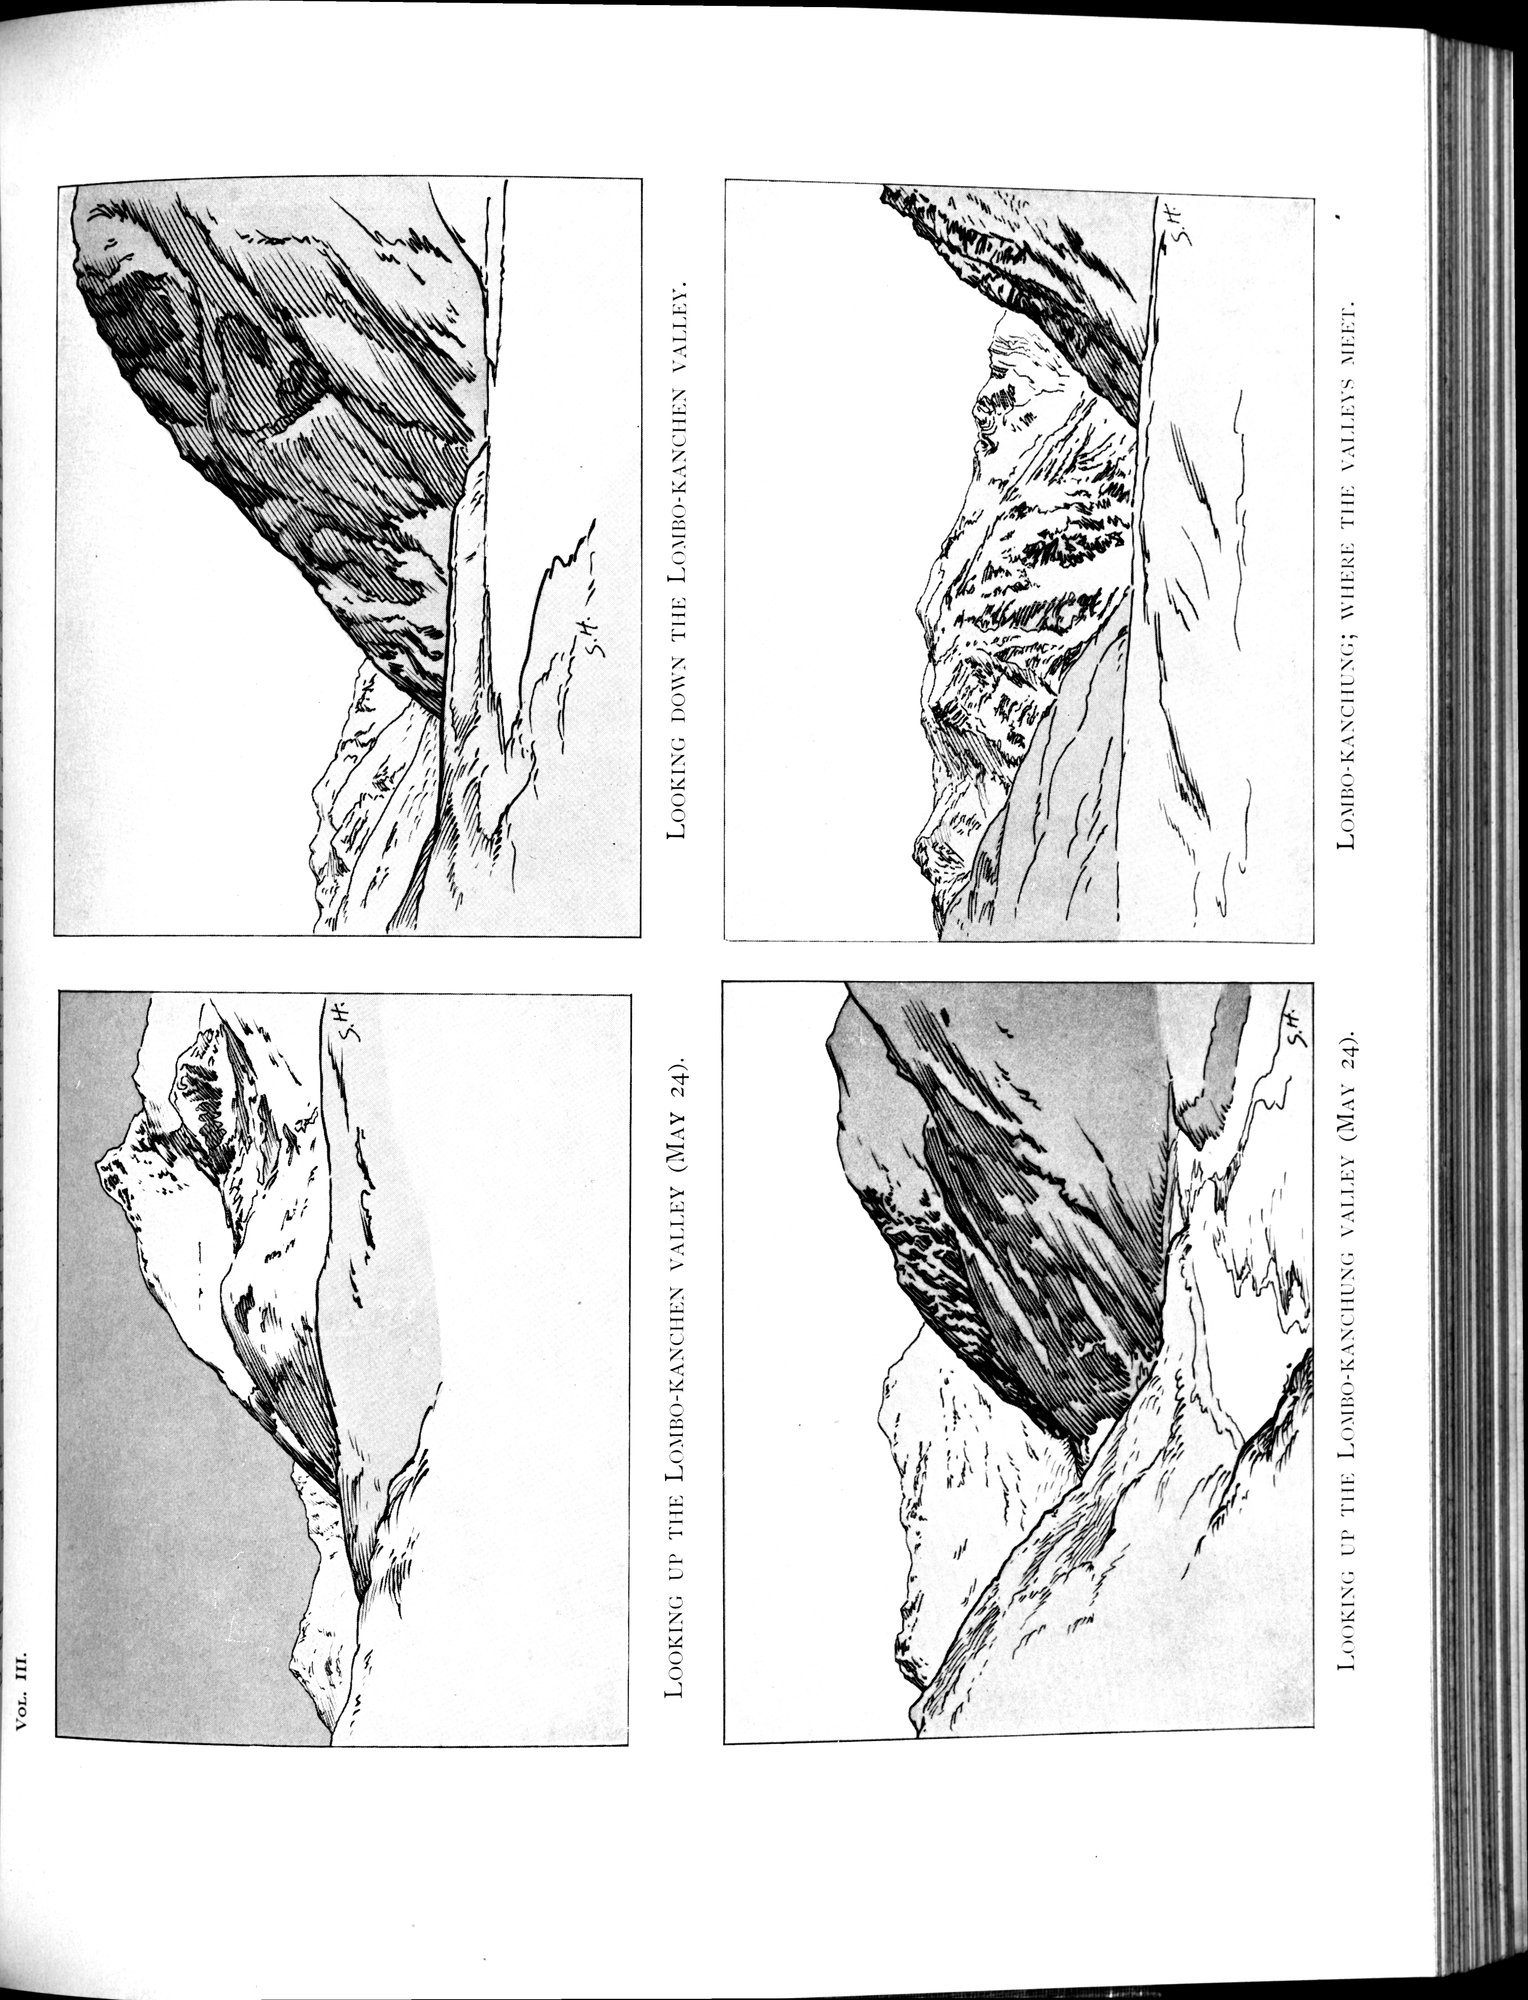 VOL. III.
S.H.
LOOKING UP THE LOMBO-KANCHEN VALLEY (MAY 24).
S.H.
LOOKING DOWN THE LOMBO-KANCHEN VALLEY.
S.H.
LOOKING UP THE LOMBO-KANCHUNG VALLEY (MAY 24).
S.H.
LOMBO-KANCHUNG; WHERE THE VALLEYS MEET.